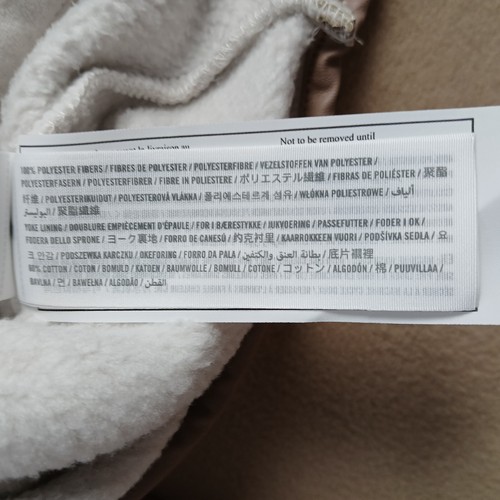 Not to be removed until
100% POLYESTER FIBERS / FIBRES DE POLYESTER / POLYESTERFIBRE / VEZELSTOFFEN VAN POLYESTER /
POLYESTERFASERN / POLYESTERFIBRER / FIBRE IN POLIESTERE / ポリエステル繊維 / FIBRAS DE POLIÉSTER / 聚酯
纤维 / POLYESTERIKUIDUT / POLYESTEROVÁ VLÁKNA / 폴리에스테르계 섬유 / WŁÓKNA POLIESTROWE / ألياف
البوليستر / 聚酯纖維
YOKE LINING / DOUBLURE EMPIÈCEMENT D'ÉPAULE / FOR I BÆRESTYKKE / JUKVOERING / PASSEFUTTER / FODER I OK /
FODERA DELLO SPRONE / ヨーク裏地 / FORRO DE CANESÚ / 约克衬里 / KAARROKKEEN VUORI / PODŠÍVKA SEDLA / 요
크 안감 / PODSZEWKA KARCZKU / OKEFORING / FORRO DA PALA / بطانة العنق والكتفين / 底片襯裡
100% COTTON / COTON / BOMULD / KATOEN / BAUMWOLLE / BOMULL / COTONE / コットン / ALGODÓN / 棉 / PUUVILLAA /
BAVLNA / 면 / BAWEŁNA / ALGODÃO / القطن